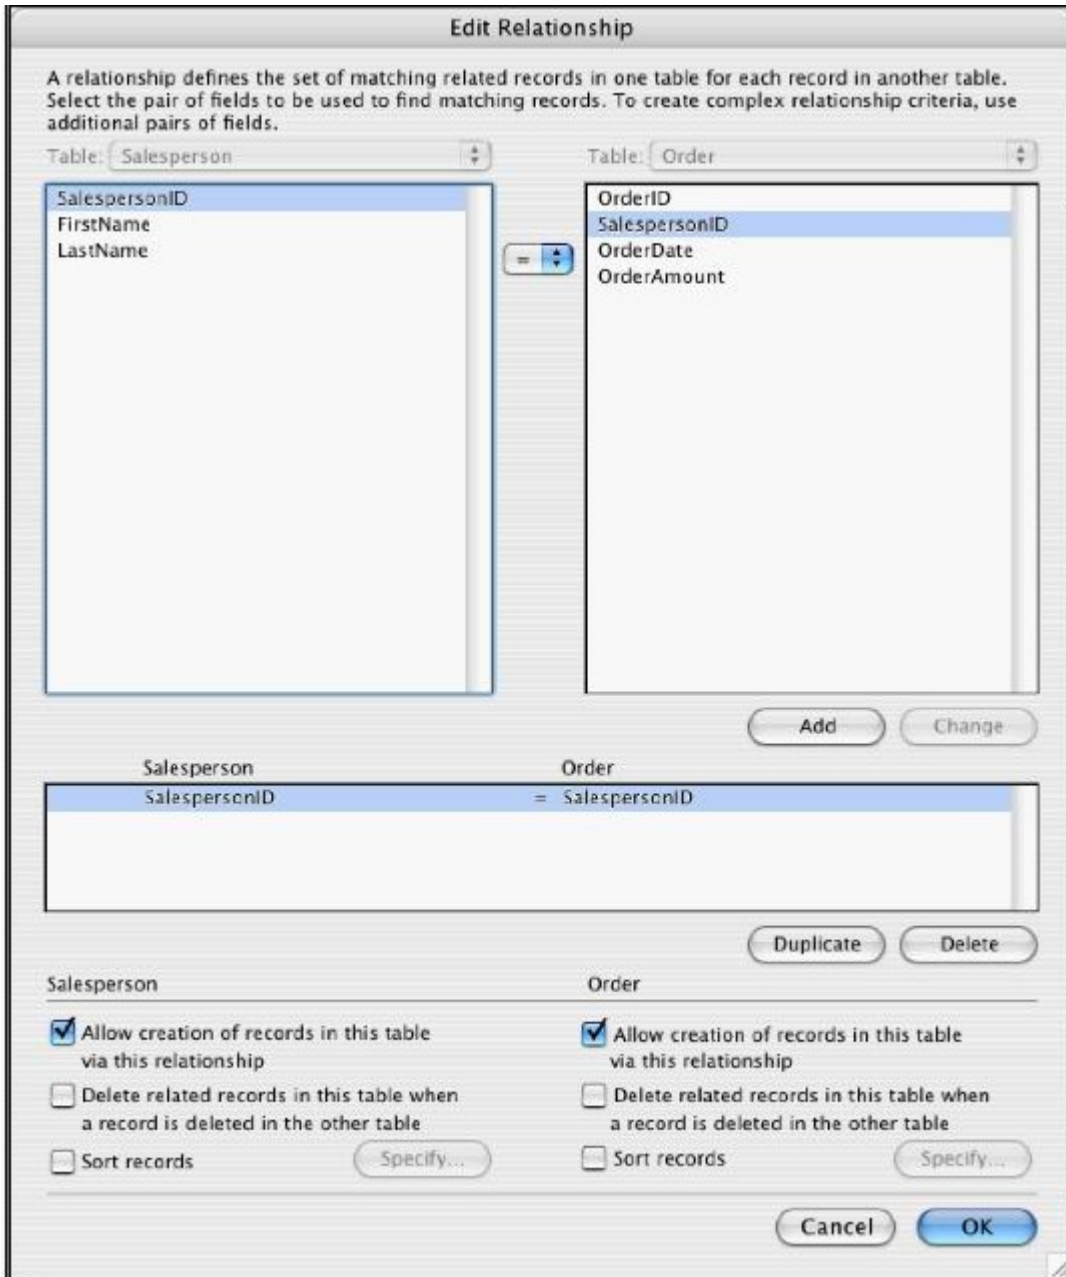 Edit Relationship
A relationship defines the set of matching related records in one table for each record in another table.
Select the pair of fields to be used to find matching records. To create complex relationship criteria, use
additional pairs of fields.
Table: Salesperson
Table: Order
SalespersonID
FirstName
LastName
=
OrderID
SalespersonID
OrderDate
OrderAmount
Add
Change
Salesperson
Order
SalespersonID = SalespersonID
Duplicate
Delete
Salesperson
Allow creation of records in this table
via this relationship
Delete related records in this table when
a record is deleted in the other table
Sort records
Specify...
Order
Allow creation of records in this table
via this relationship
Delete related records in this table when
a record is deleted in the other table
Sort records
Specify...
Cancel
OK